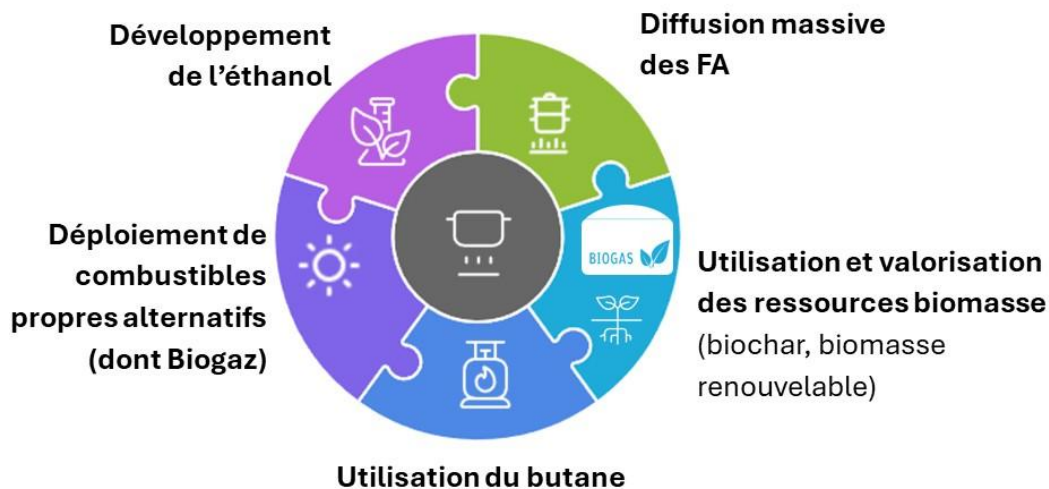 Développement
de l’éthanol
Diffusion massive
des FA
BIOGAS
Déploiement de
combustibles
propres alternatifs
(dont Biogaz)
Utilisation et valorisation
des ressources biomasse
(biochar, biomasse
renouvelable)
Utilisation du butane